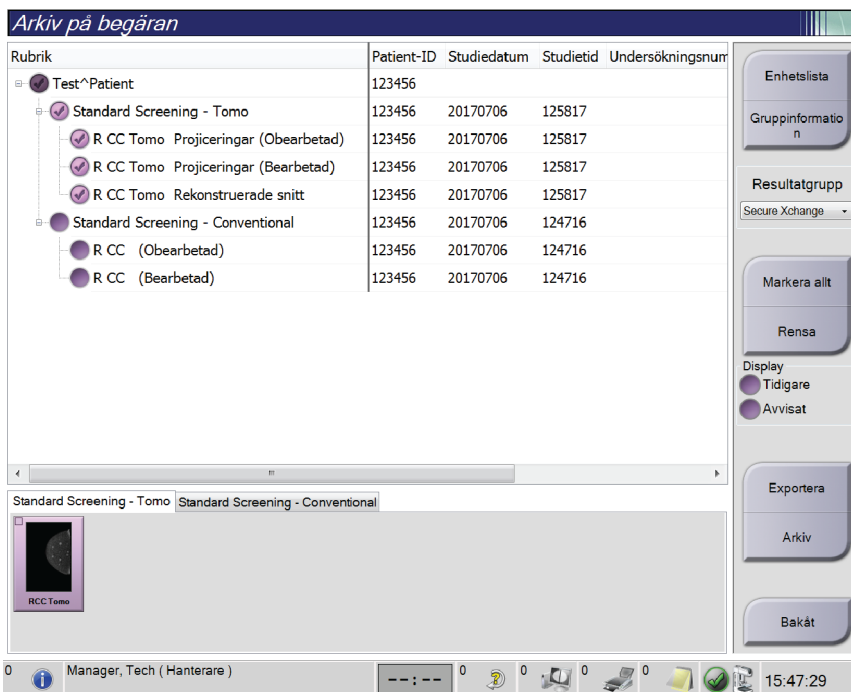 Arkiv på begäran
Rubrik Patient-ID Studiedatum Studietid Undersökningsnum
Test^Patient 123456
Standard Screening - Tomo 123456 20170706 125817
R CC Tomo Projiceringar (Obearbetad) 123456 20170706 125817
R CC Tomo Projiceringar (Bearbetad) 123456 20170706 125817
R CC Tomo Rekonstruerade snitt 123456 20170706 125817
Standard Screening - Conventional 123456 20170706 124716
R CC (Obearbetad) 123456 20170706 124716
R CC (Bearbetad) 123456 20170706 124716
Enhetslista
Gruppinformatio
n
Resultatgrupp
Secure Xchange
Markera allt
Rensa
Display
Tidigare
Avvisat
Exportera
Arkiv
Bakåt
Standard Screening - Tomo Standard Screening - Conventional
RCC Tomo
0 Manager, Tech ( Hanterare ) --:-- 0 0 0 0 15:47:29